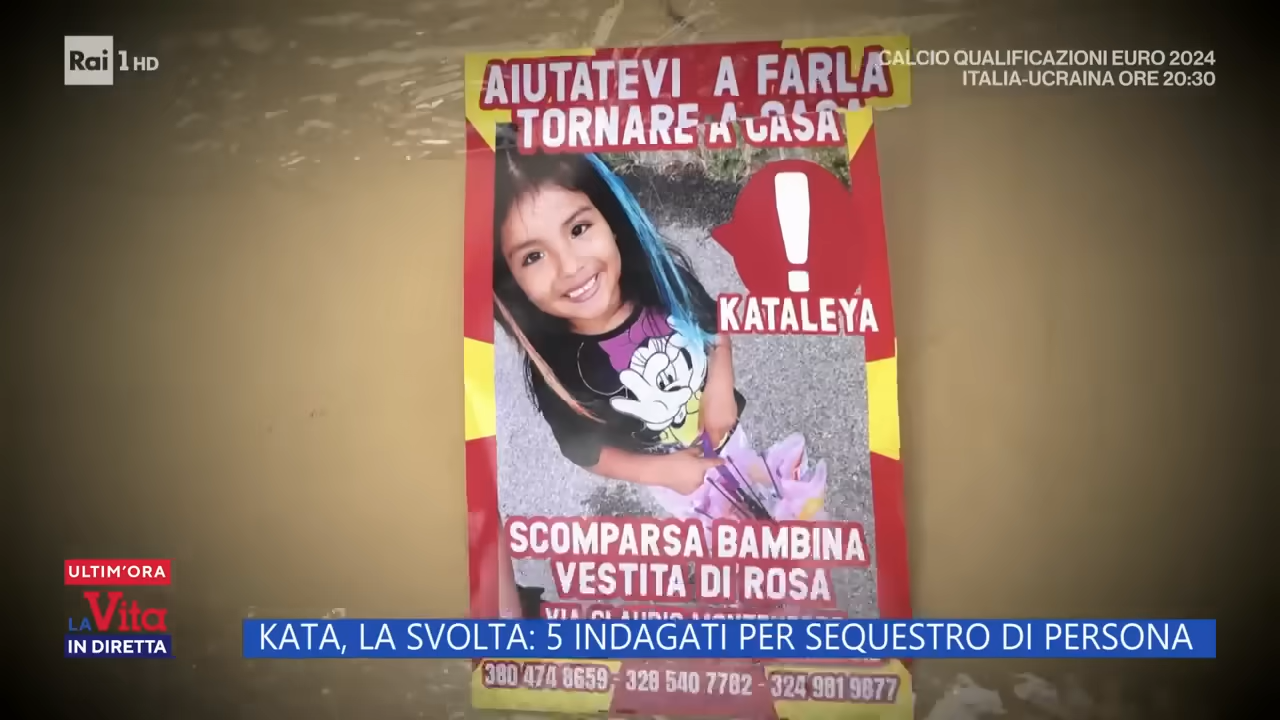 Rai 1 HD
CALCIO QUALIFICAZIONI EURO 2024
ITALIA-UCRAINA ORE 20:30
AIUTATEVI A FARLA
TORNARE A CASA
!
KATALEYA
SCOMPARSA BAMBINA
VESTITA DI ROSA
VIA
ULTIM'ORA
LA Vita
IN DIRETTA
KATA, LA SVOLTA: 5 INDAGATI PER SEQUESTRO DI PERSONA
380 474 8659 - 328 540 7782 - 324 981 9877